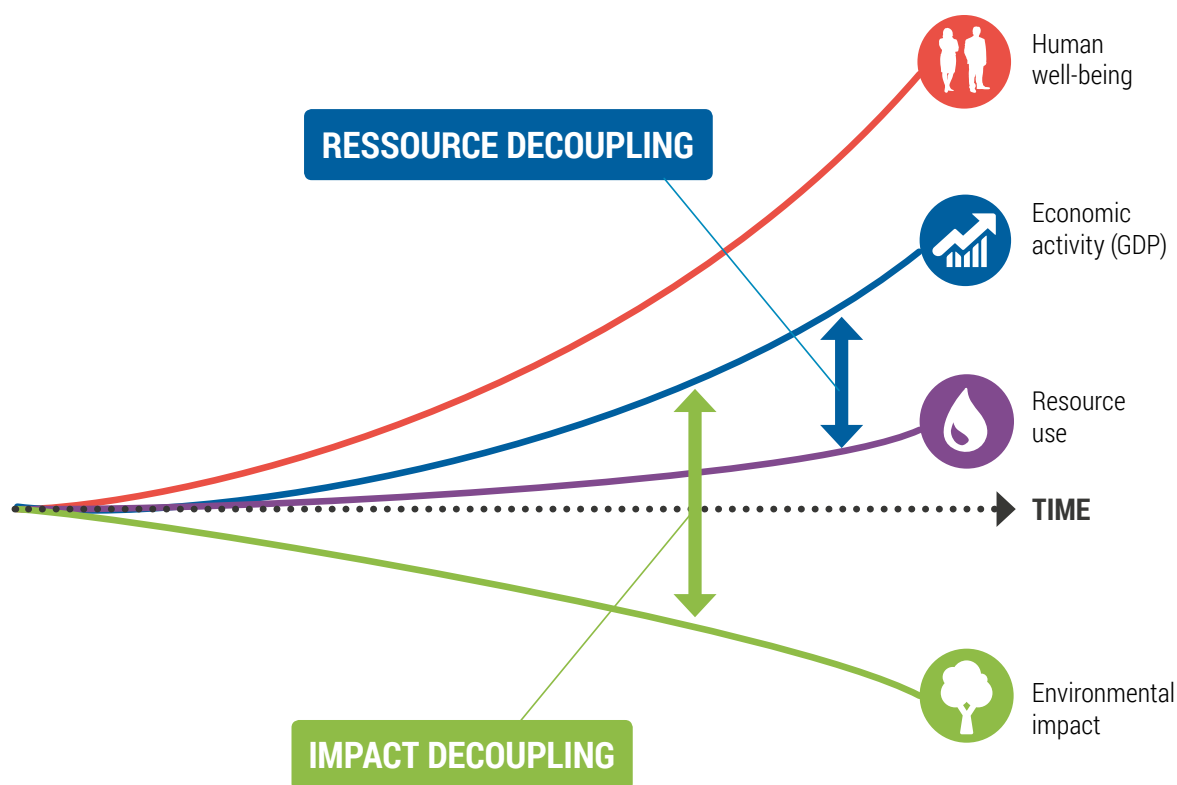 Human
well-being
RESSOURCE DECOUPLING
Economic
activity (GDP)
Resource
use
TIME
Environmental
impact
IMPACT DECOUPLING